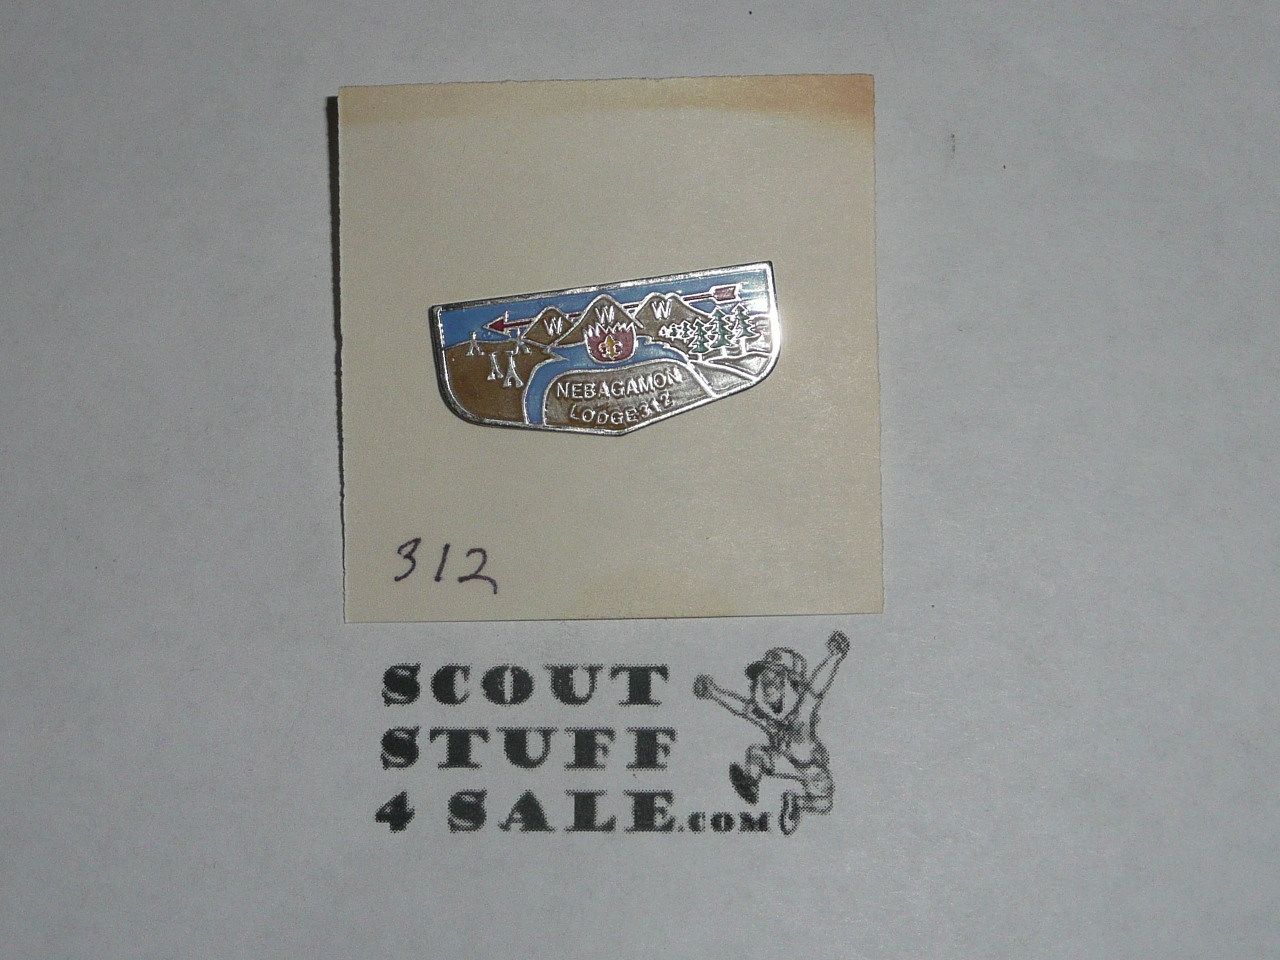 W W W
NEBAGAMON
LODGE 312
312
SCOUT
STUFF
4 SALE.COM